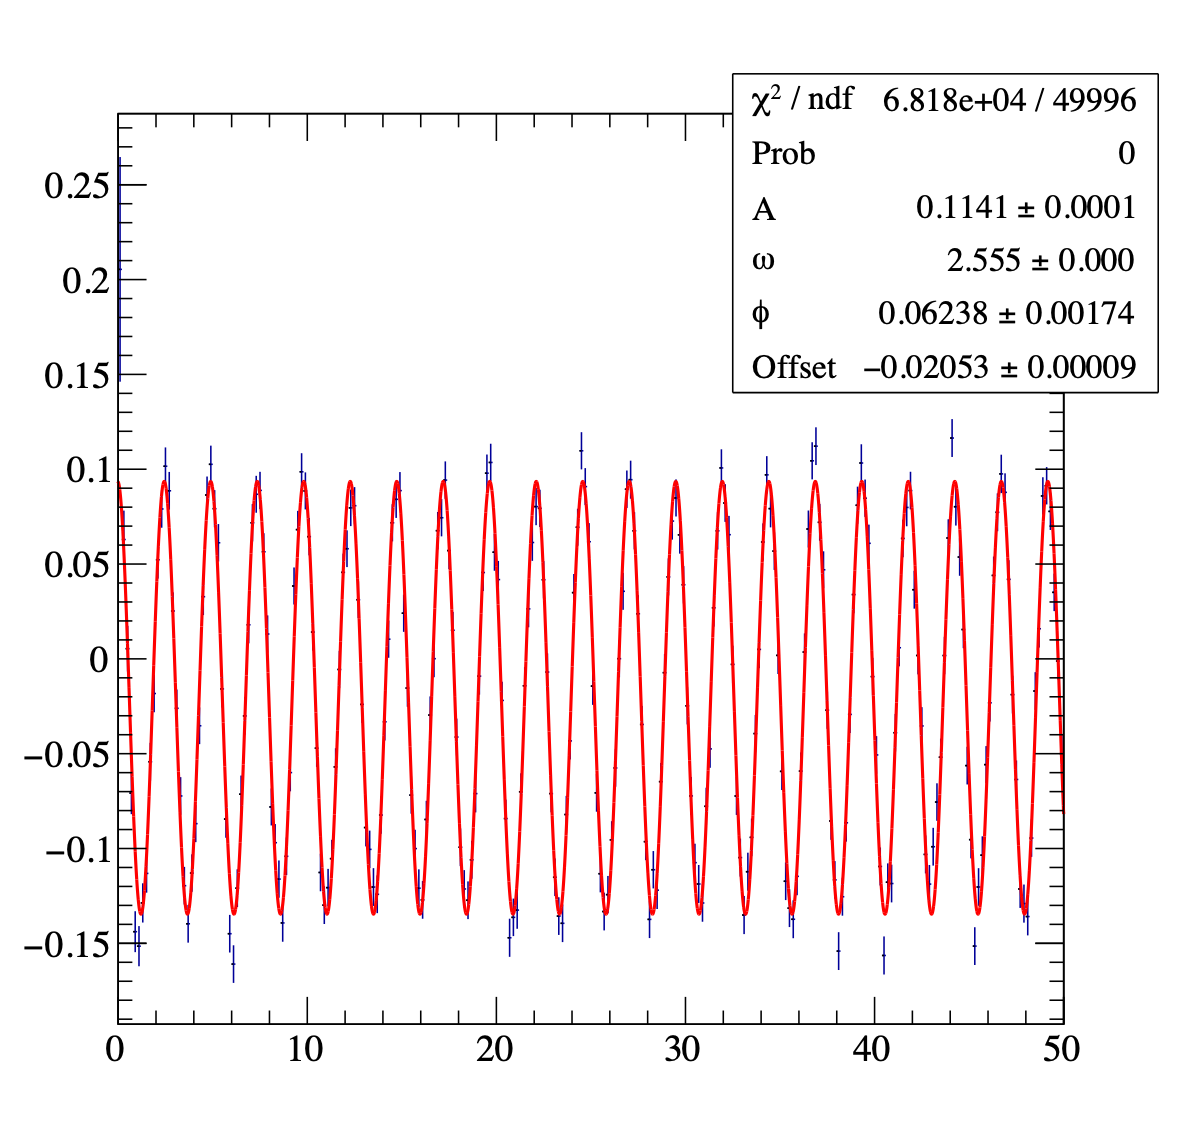 χ² / ndf 6.818e+04 / 49996
Prob 0
A 0.1141 ± 0.0001
ω 2.555 ± 0.000
ϕ 0.06238 ± 0.00174
Offset −0.02053 ± 0.00009
0.25
0.2
0.15
0.1
0.05
0
−0.05
−0.1
−0.15
0 10 20 30 40 50